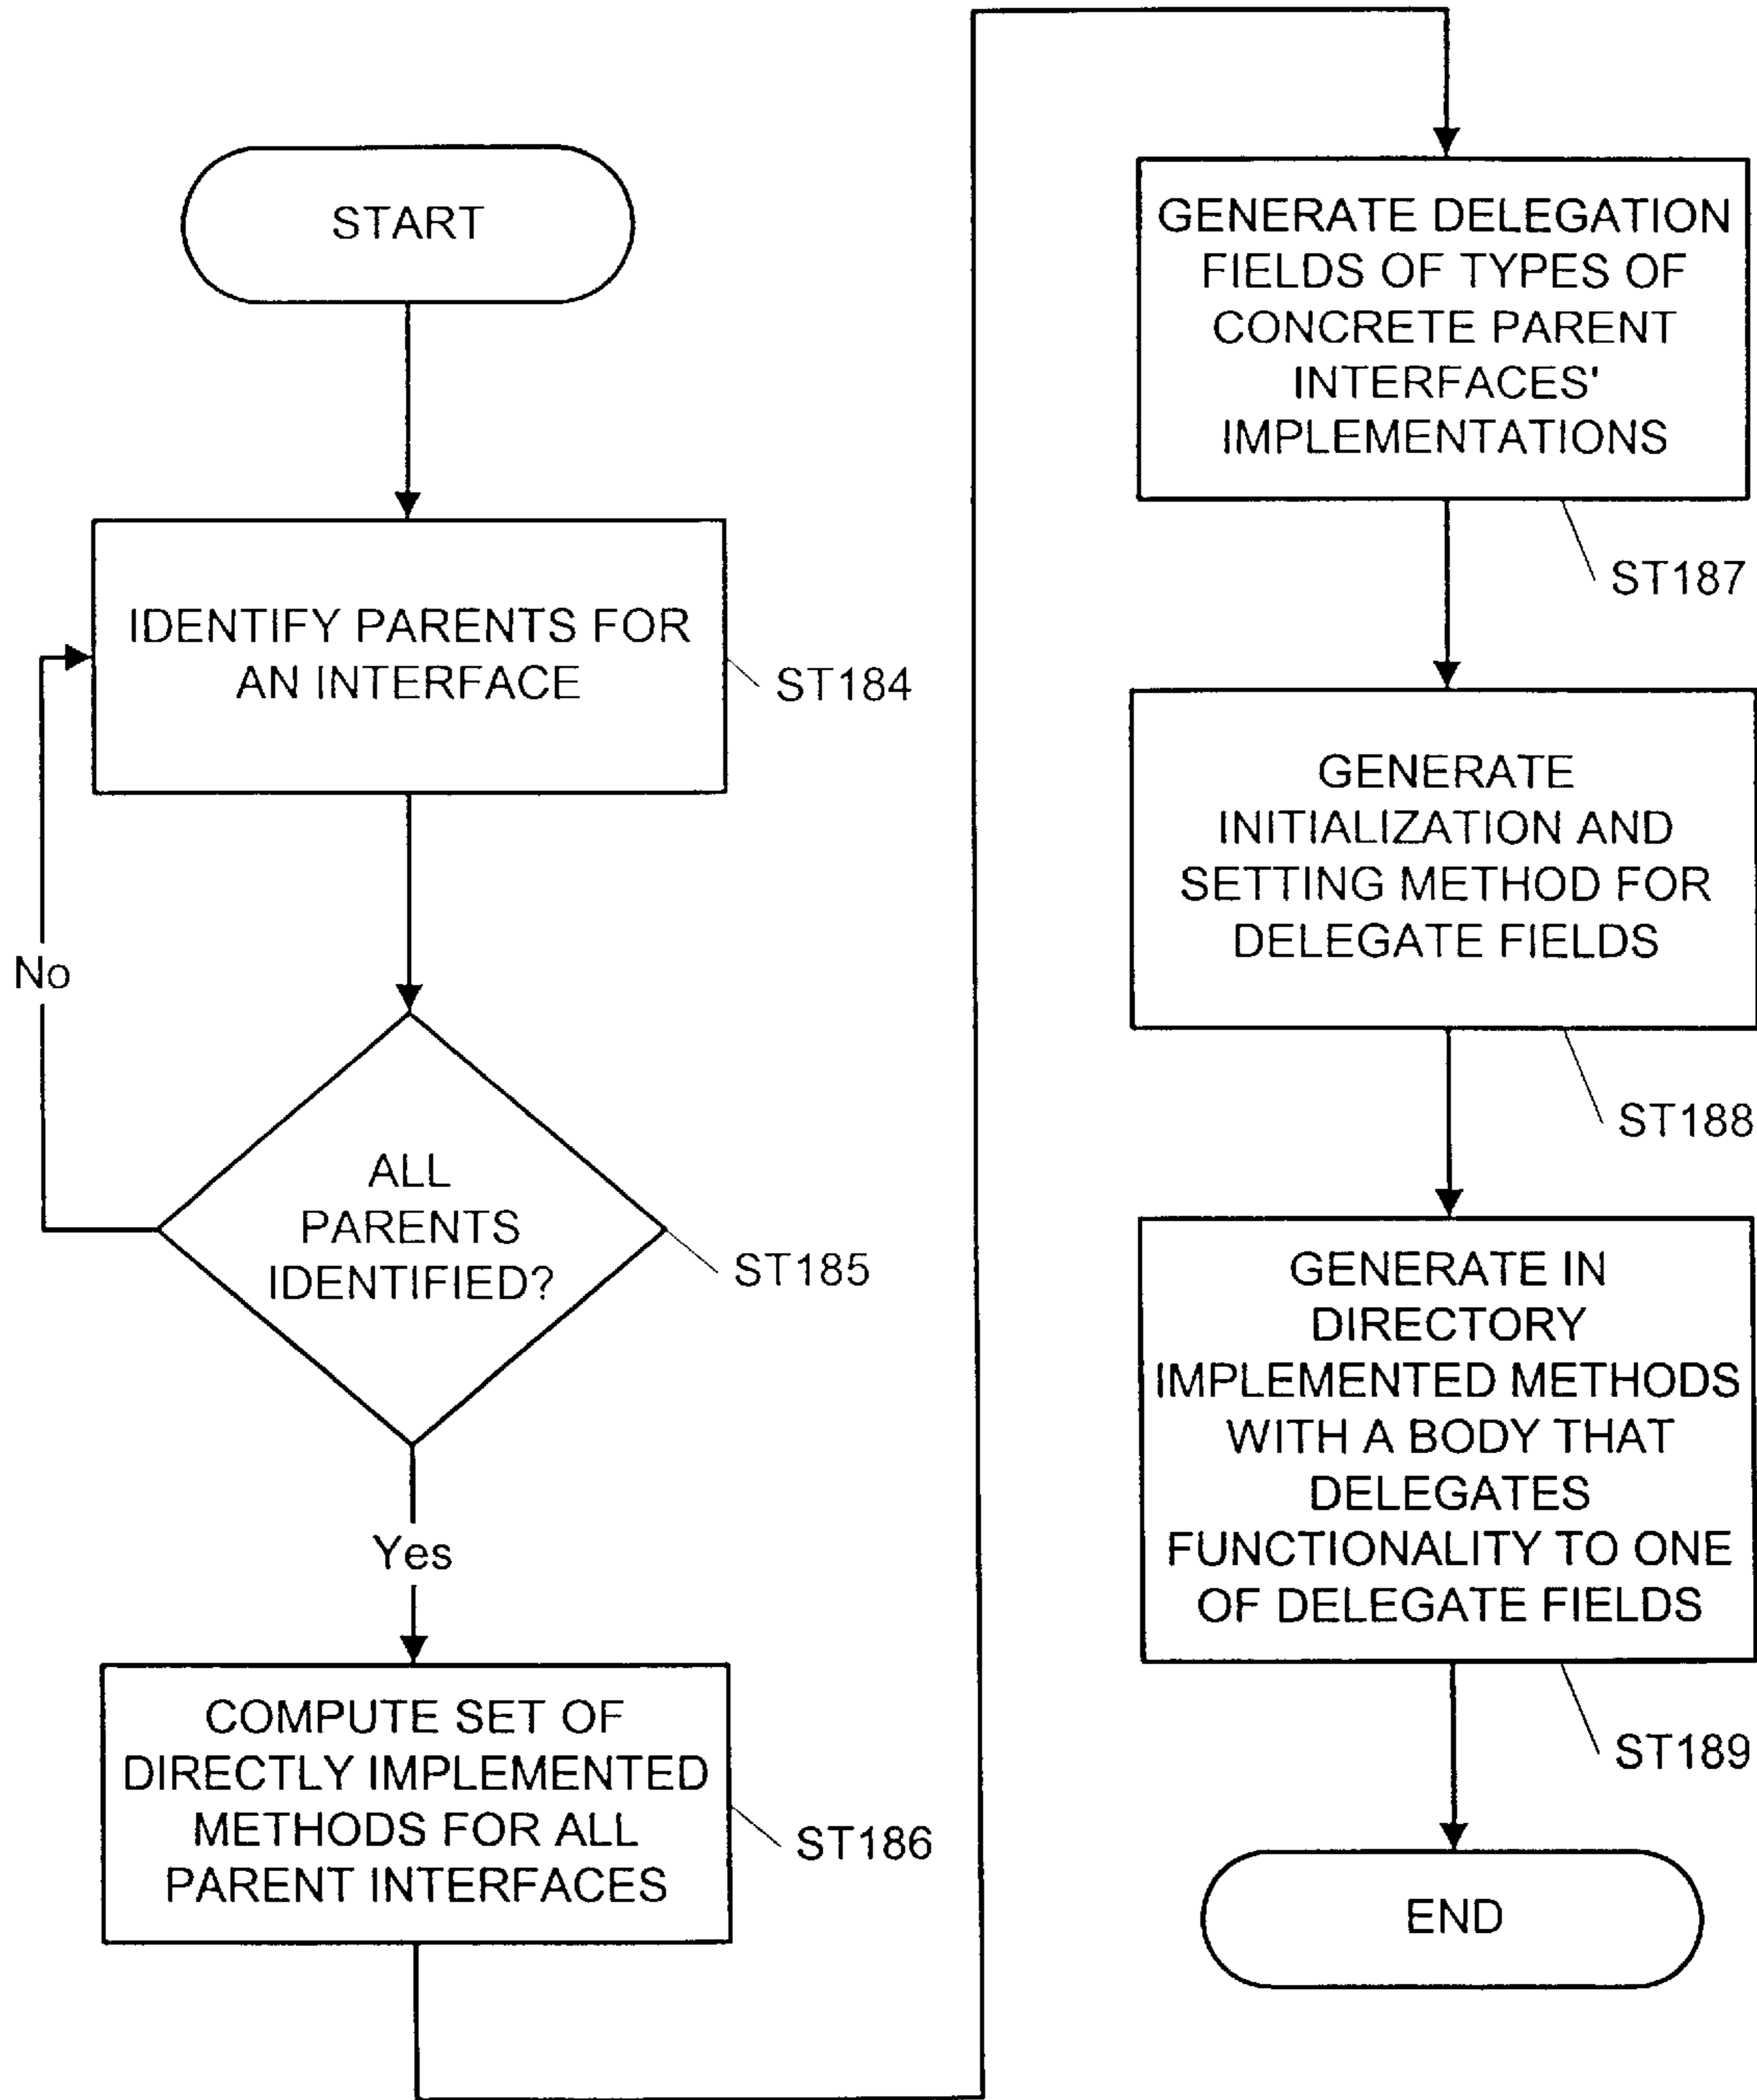 START
IDENTIFY PARENTS FOR
AN INTERFACE
ST184
No
ALL
PARENTS
IDENTIFIED?
ST185
Yes
COMPUTE SET OF
DIRECTLY IMPLEMENTED
METHODS FOR ALL
PARENT INTERFACES
ST186
GENERATE DELEGATION
FIELDS OF TYPES OF
CONCRETE PARENT
INTERFACES'
IMPLEMENTATIONS
ST187
GENERATE
INITIALIZATION AND
SETTING METHOD FOR
DELEGATE FIELDS
ST188
GENERATE IN
DIRECTORY
IMPLEMENTED METHODS
WITH A BODY THAT
DELEGATES
FUNCTIONALITY TO ONE
OF DELEGATE FIELDS
ST189
END